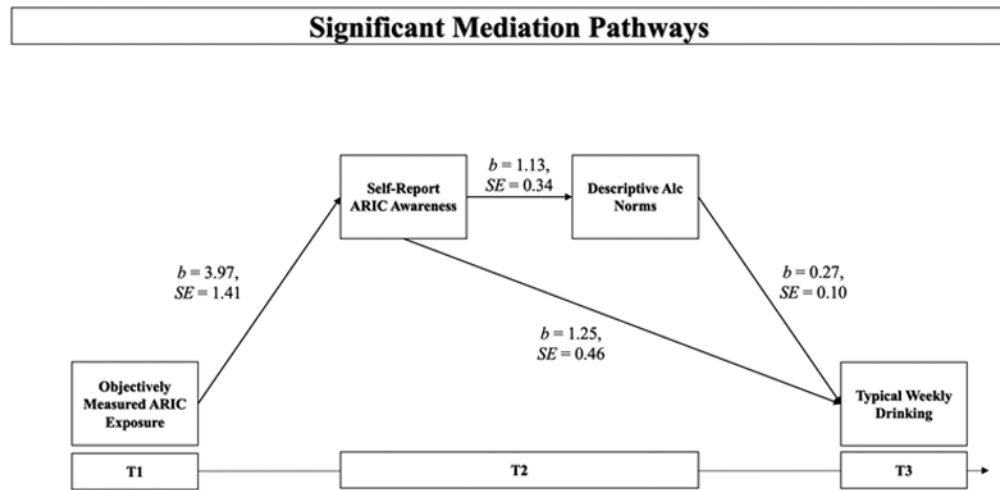 Significant Mediation Pathways
b = 1.13,
SE = 0.34
Self-Report
ARIC Awareness
Descriptive Alc
Norms
b = 3.97,
SE = 1.41
b = 0.27,
SE = 0.10
b = 1.25,
SE = 0.46
Objectively
Measured ARIC
Exposure
Typical Weekly
Drinking
T1
T2
T3